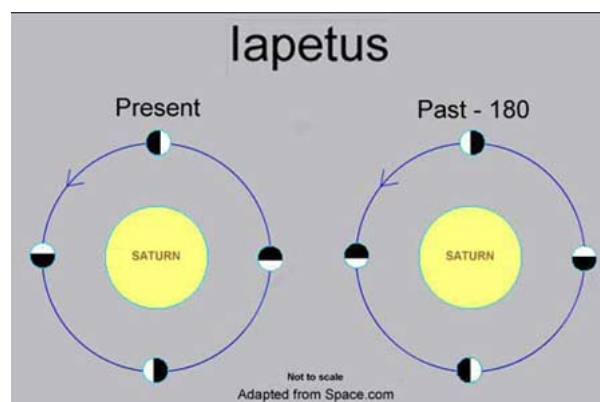 Iapetus
Present
Past - 180
SATURN
SATURN
Not to scale
Adapted from Space.com